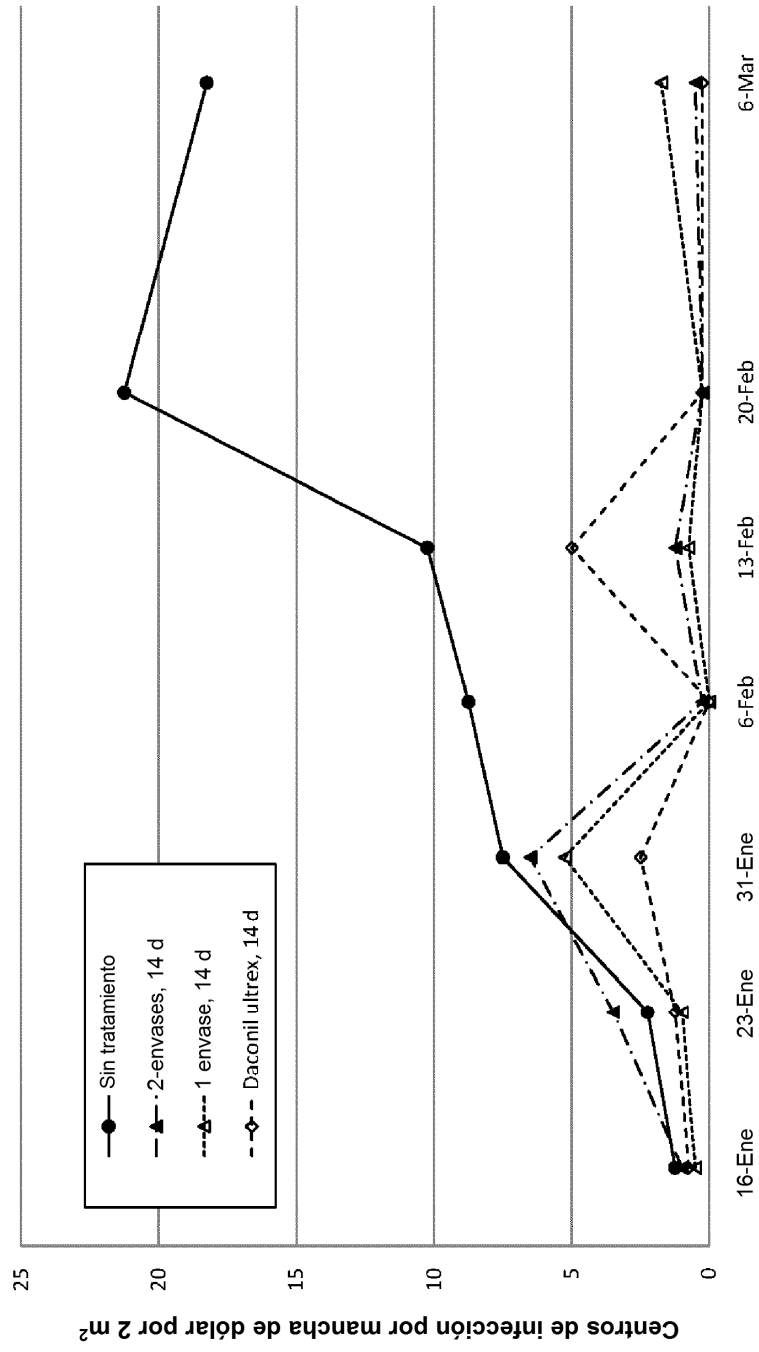 Centros de infección por mancha de dólar por 2 m²
25
20
15
10
5
0
Sin tratamiento
2-envases, 14 d
1 envase, 14 d
Daconil ultrex, 14 d
16-Ene
23-Ene
31-Ene
6-Feb
13-Feb
20-Feb
6-Mar